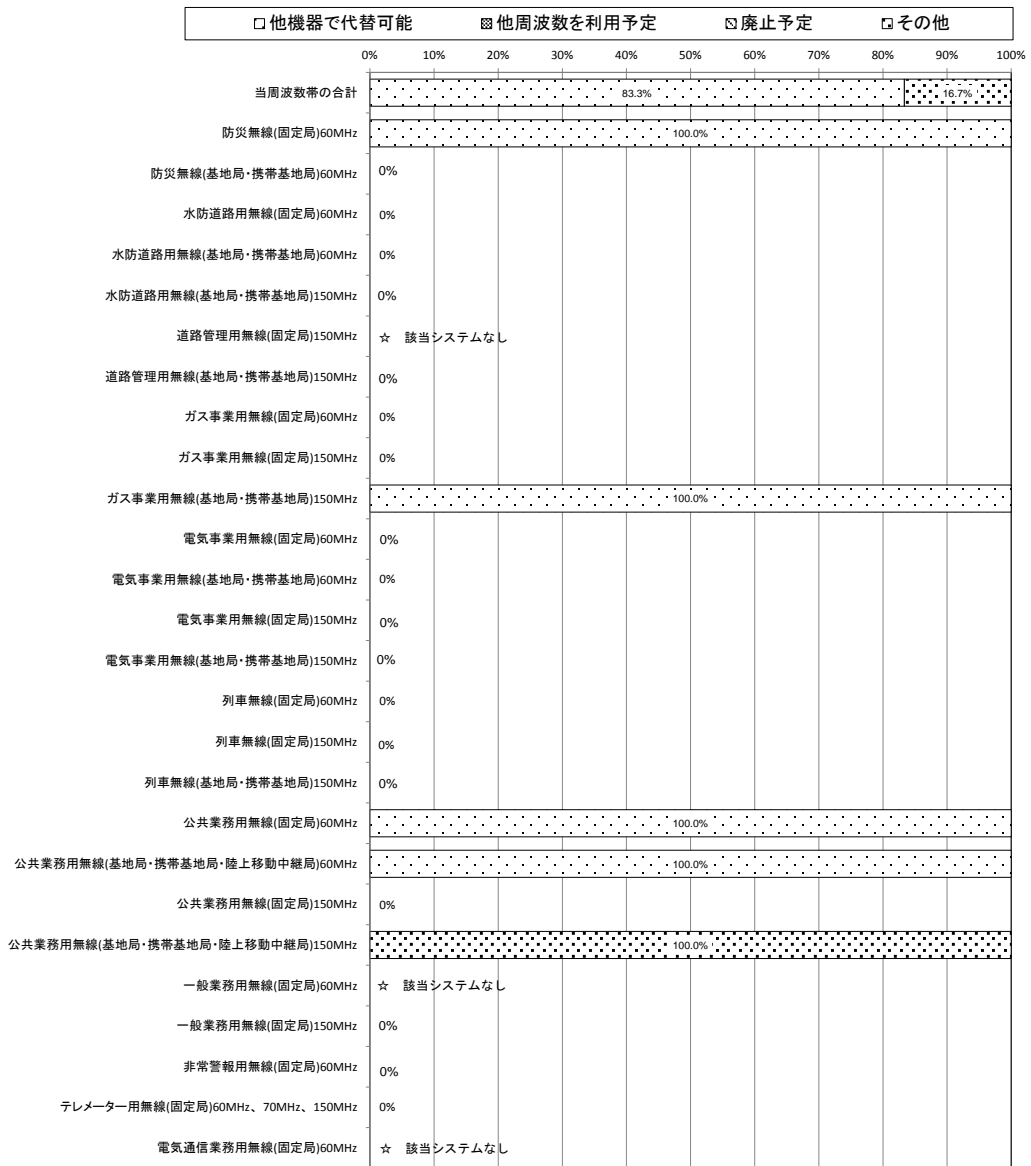 他機器で代替可能 他周波数を利用予定 廃止予定 その他
0% 10% 20% 30% 40% 50% 60% 70% 80% 90% 100%
当周波数帯の合計 83.3% 16.7%
防災無線(固定局)60MHz 100.0%
防災無線(基地局・携帯基地局)60MHz 0%
水防道路用無線(固定局)60MHz 0%
水防道路用無線(基地局・携帯基地局)60MHz 0%
水防道路用無線(基地局・携帯基地局)150MHz 0%
道路管理用無線(固定局)150MHz ☆ 該当システムなし
道路管理用無線(基地局・携帯基地局)150MHz 0%
ガス事業用無線(固定局)60MHz 0%
ガス事業用無線(固定局)150MHz 0%
ガス事業用無線(基地局・携帯基地局)150MHz 100.0%
電気事業用無線(固定局)60MHz 0%
電気事業用無線(基地局・携帯基地局)60MHz 0%
電気事業用無線(固定局)150MHz 0%
電気事業用無線(基地局・携帯基地局)150MHz 0%
列車無線(固定局)60MHz 0%
列車無線(固定局)150MHz 0%
列車無線(基地局・携帯基地局)150MHz 0%
公共業務用無線(固定局)60MHz 100.0%
公共業務用無線(基地局・携帯基地局・陸上移動中継局)60MHz 100.0%
公共業務用無線(固定局)150MHz 0%
公共業務用無線(基地局・携帯基地局・陸上移動中継局)150MHz 100.0%
一般業務用無線(固定局)60MHz ☆ 該当システムなし
一般業務用無線(固定局)150MHz 0%
非常警報用無線(固定局)60MHz 0%
テレメーター用無線(固定局)60MHz、70MHz、150MHz 0%
電気通信業務用無線(固定局)60MHz ☆ 該当システムなし